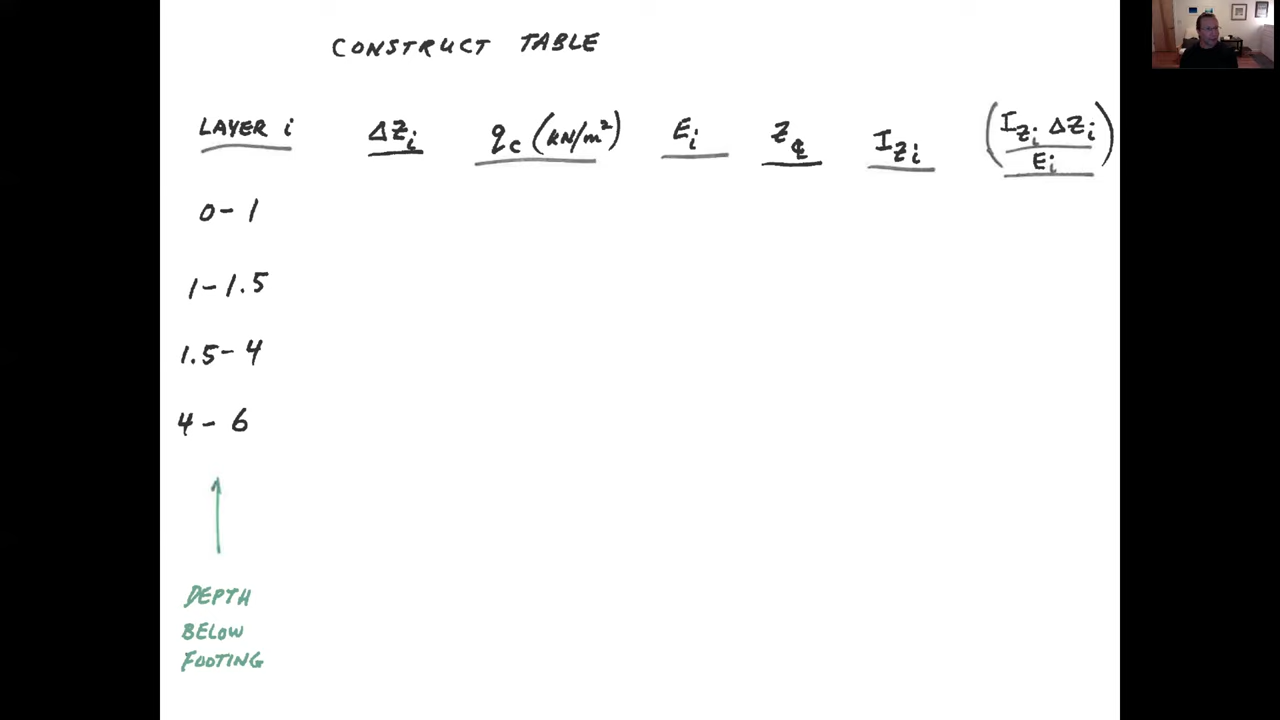 CONSTRUCT TABLE
LAYER i ΔZi qc (kN/m²) Ei Z℄ IZi (IZi ΔZi / Ei)
0 - 1
1 - 1.5
1.5 - 4
4 - 6
DEPTH
BELOW
FOOTING